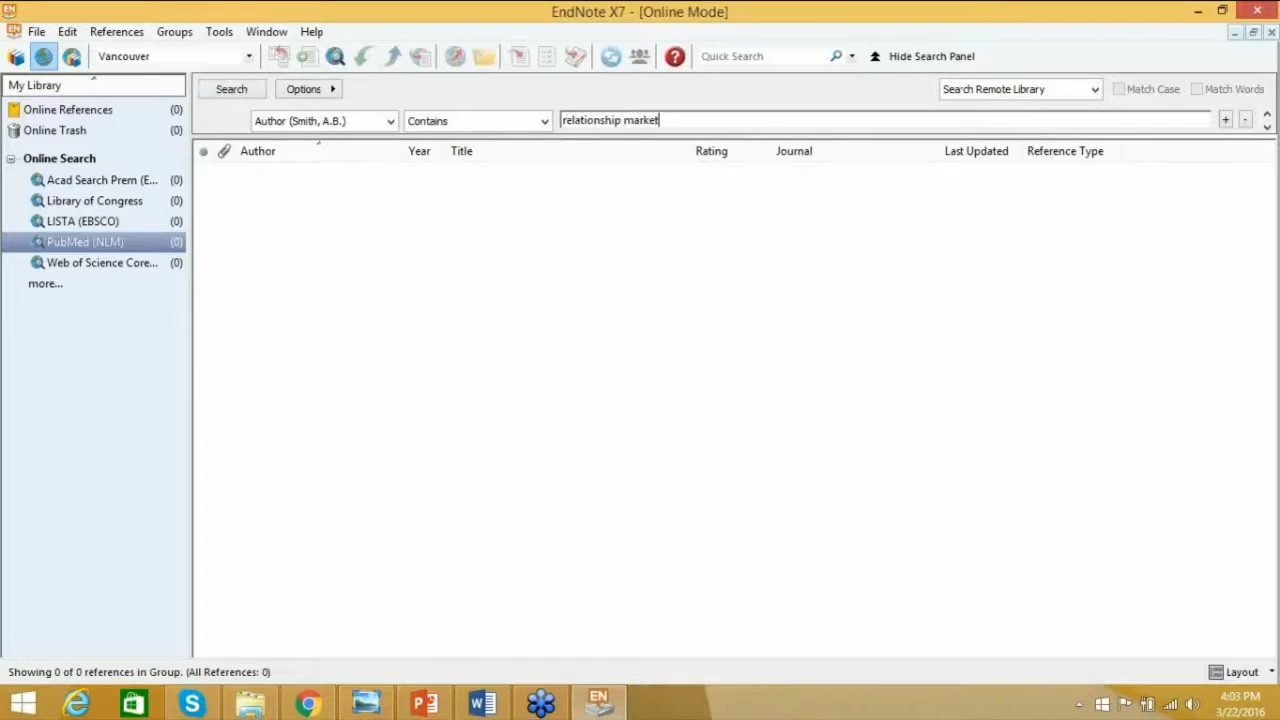 EndNote X7 - [Online Mode]
File Edit References Groups Tools Window Help
Vancouver Quick Search Hide Search Panel
My Library
Search Options Search Remote Library Match Case Match Words
Author (Smith, A.B.) Contains relationship market + -
Online References (0)
Online Trash (0)
Online Search
Acad Search Prem (E... (0)
Library of Congress (0)
LISTA (EBSCO) (0)
PubMed (NLM) (0)
Web of Science Core... (0)
more...
Author Year Title Rating Journal Last Updated Reference Type
Showing 0 of 0 references in Group. (All References: 0)
Layout
EN
4:03 PM
3/22/2016